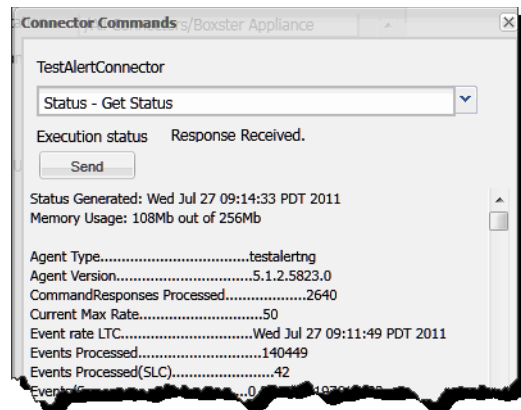 Connector Commands
/Connectors/Boxster Appliance
TestAlertConnector
Status - Get Status
Execution status Response Received.
Send
Status Generated: Wed Jul 27 09:14:33 PDT 2011
Memory Usage: 108Mb out of 256Mb
Agent Type.....................................testalertng
Agent Version..................................5.1.2.5823.0
CommandResponses Processed....................2640
Current Max Rate...............................50
Event rate LTC.................................Wed Jul 27 09:11:49 PDT 2011
Events Processed...............................140449
Events Processed(SLC).........................42